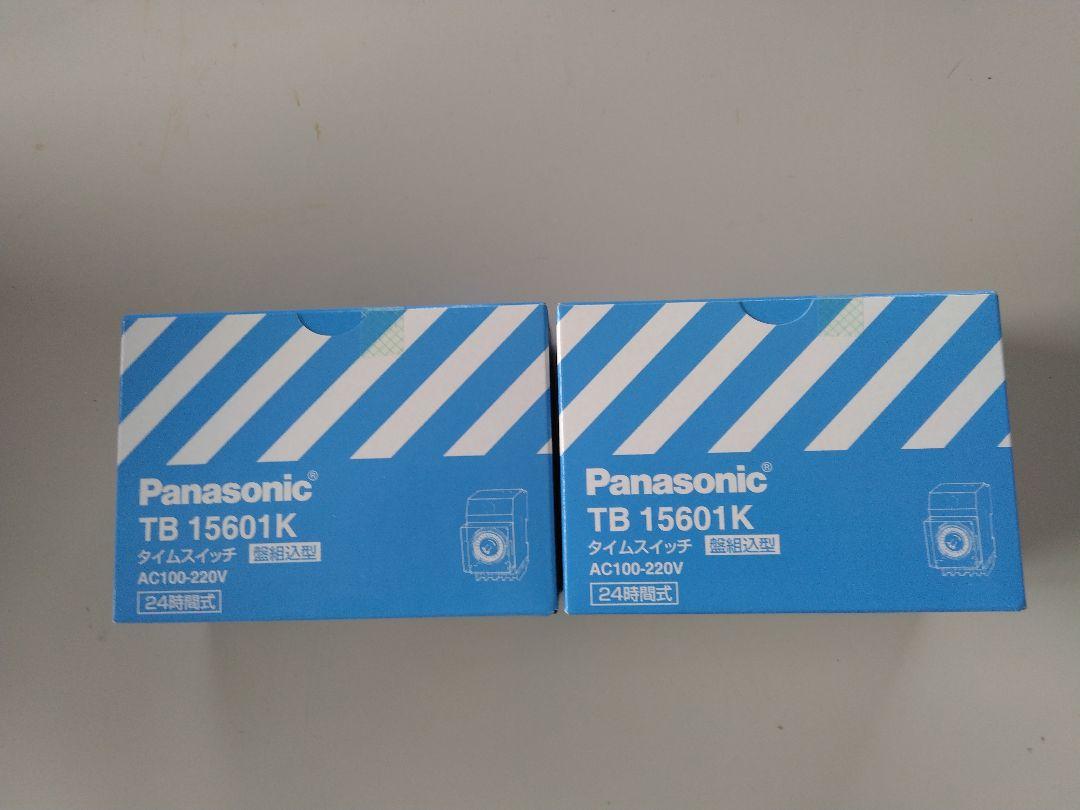 Panasonic®
TB 15601K
タイムスイッチ 盤組込型
AC100-220V
24時間式
Panasonic®
TB 15601K
タイムスイッチ 盤組込型
AC100-220V
24時間式